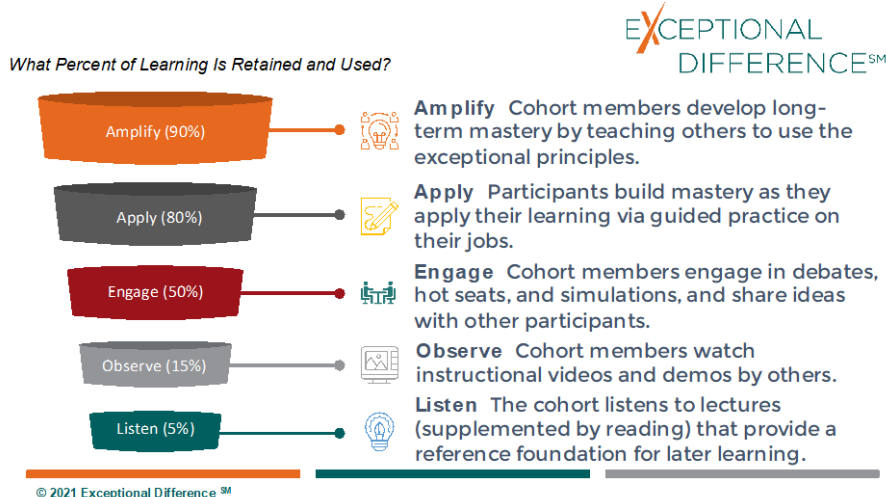 EXCEPTIONAL
DIFFERENCE℠
What Percent of Learning Is Retained and Used?
Amplify (90%)
Amplify Cohort members develop long-
term mastery by teaching others to use the
exceptional principles.
Apply (80%)
Apply Participants build mastery as they
apply their learning via guided practice on
their jobs.
Engage (50%)
Engage Cohort members engage in debates,
hot seats, and simulations, and share ideas
with other participants.
Observe (15%)
Observe Cohort members watch
instructional videos and demos by others.
Listen (5%)
Listen The cohort listens to lectures
(supplemented by reading) that provide a
reference foundation for later learning.
© 2021 Exceptional Difference ℠